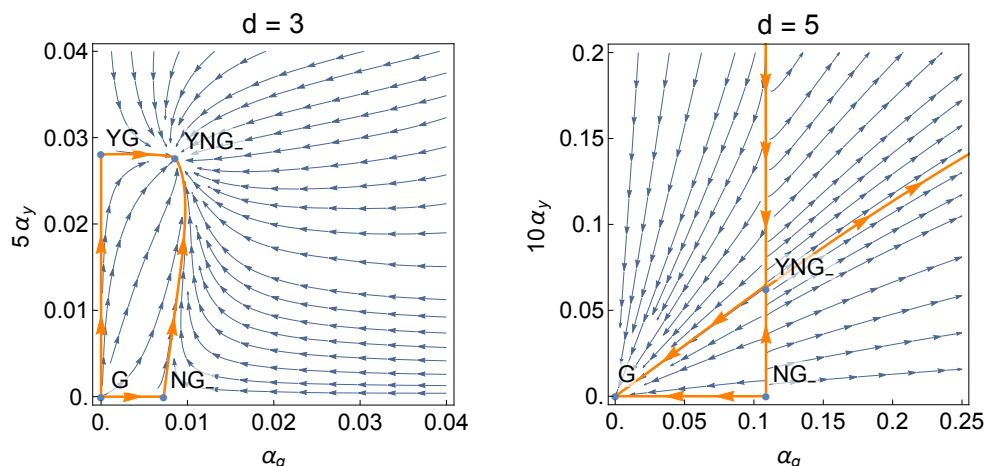 d = 3
0.04
0.03
0.02
0.01
0.
5 α_y
YG
YNG_-
G
NG_-
0. 0.01 0.02 0.03 0.04
α_g
d = 5
0.2
0.15
0.1
0.05
0.
10 α_y
YNG_-
G
NG_-
0. 0.05 0.1 0.15 0.2 0.25
α_g